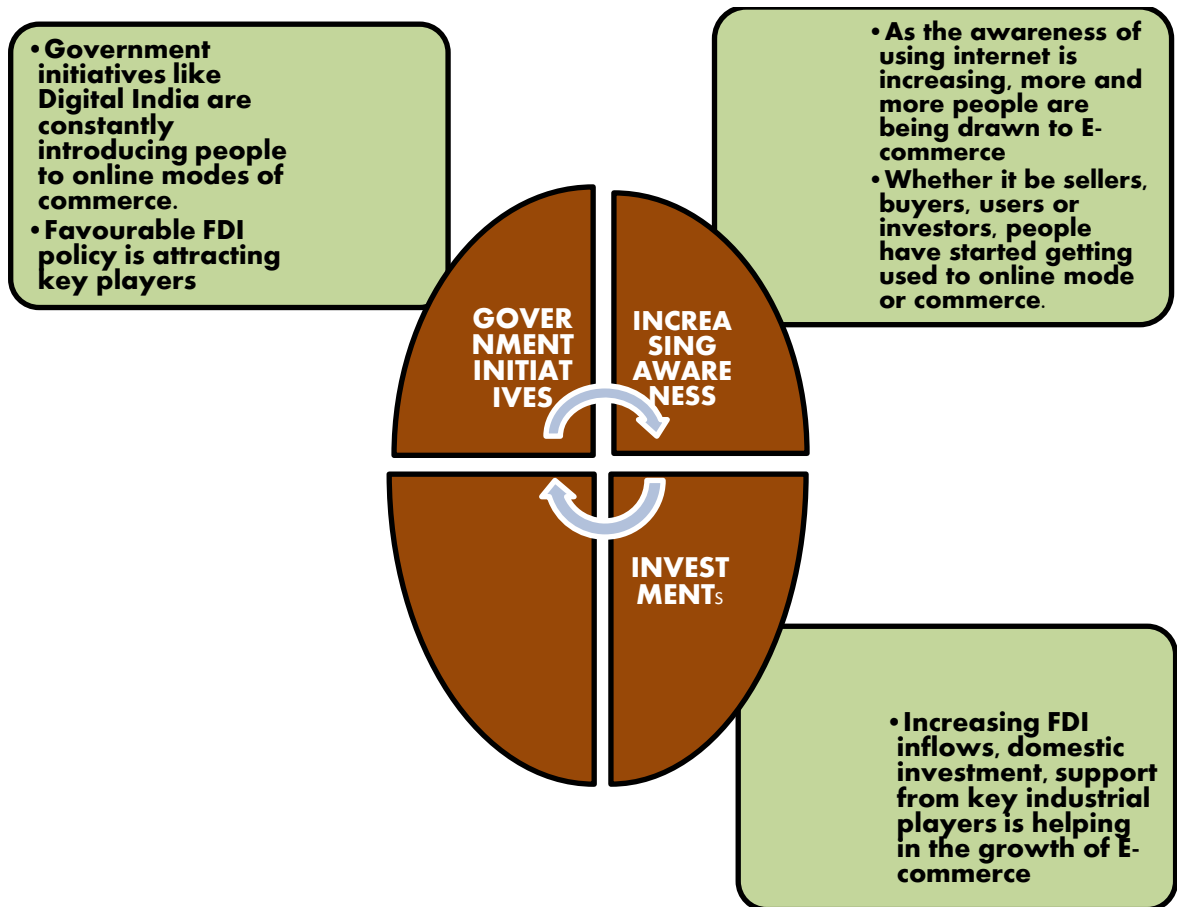 •Government
initiatives like
Digital India are
constantly
introducing people
to online modes of
commerce.
•Favourable FDI
policy is attracting
key players
•As the awareness of
using internet is
increasing, more and
more people are
being drawn to E-
commerce
•Whether it be sellers,
buyers, users or
investors, people
have started getting
used to online mode
or commerce.
GOVER
NMENT
INITIAT
IVES
INCREA
SING
AWARE
NESS
INVEST
MENTs
•Increasing FDI
inflows, domestic
investment, support
from key industrial
players is helping
in the growth of E-
commerce